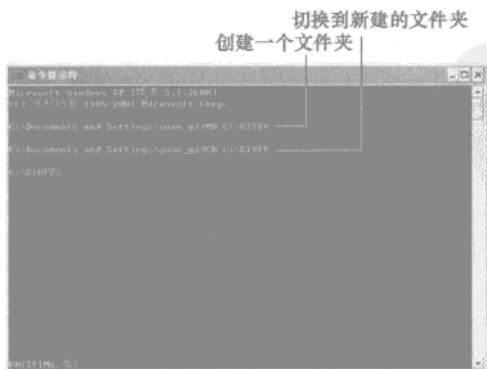 切换到新建的文件夹
创建一个文件夹
命令提示符
Microsoft Windows XP [版本 5.1.2600]
(C) 版权所有 1985-2001 Microsoft Corp.
C:\Documents and Settings\quan_gz>MD C:\STUFF
C:\Documents and Settings\quan_gz>CD C:\STUFF
C:\STUFF>